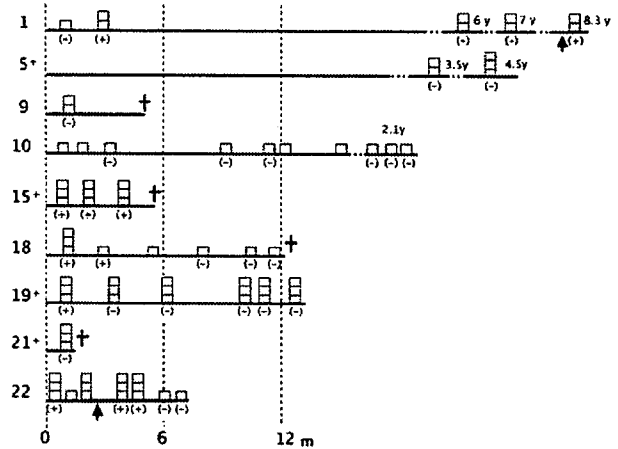 1 6 y 7 y 8.3 y
(-) (+) (-) (-) (+)
5+ 3.5y 4.5y
(-) (-)
9 †
(-)
2.1y
10
(-) (-) (-) (-) (-) (-)
15+ †
(+) (+) (+)
18 †
(+) (+) (-) (-) (-)
19+
(+) (-) (-) (-) (-) (-)
21+ †
(-)
22
(+) (+) (+) (-) (-)
0 6 12 m